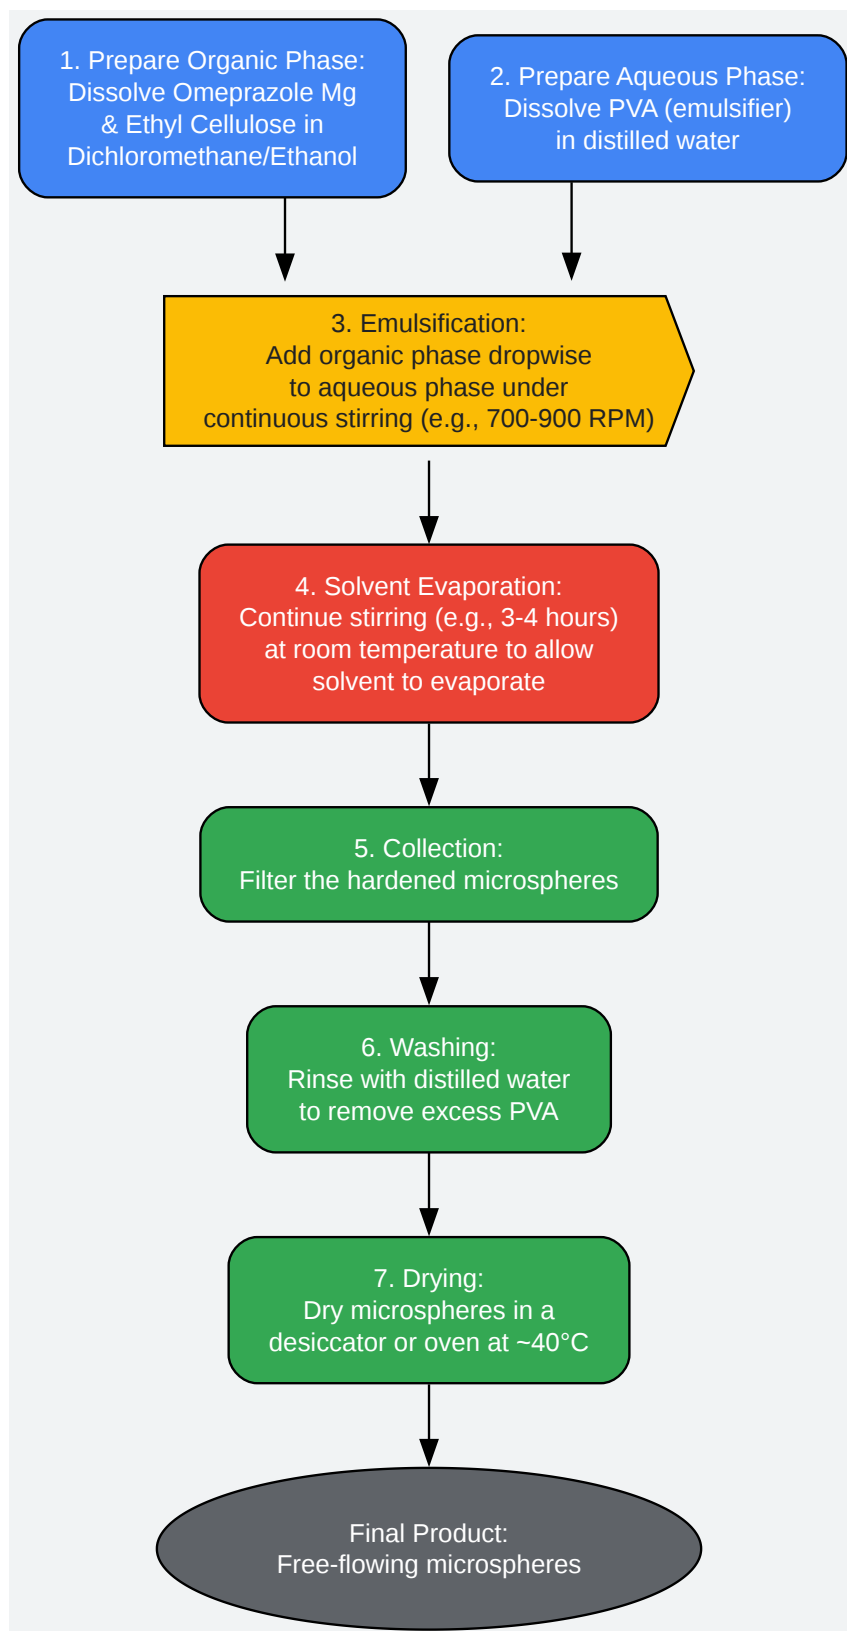 1. Prepare Organic Phase:
Dissolve Omeprazole Mg
& Ethyl Cellulose in
Dichloromethane/Ethanol
2. Prepare Aqueous Phase:
Dissolve PVA (emulsifier)
in distilled water
3. Emulsification:
Add organic phase dropwise
to aqueous phase under
continuous stirring (e.g., 700-900 RPM)
4. Solvent Evaporation:
Continue stirring (e.g., 3-4 hours)
at room temperature to allow
solvent to evaporate
5. Collection:
Filter the hardened microspheres
6. Washing:
Rinse with distilled water
to remove excess PVA
7. Drying:
Dry microspheres in a
desiccator or oven at ~40°C
Final Product:
Free-flowing microspheres